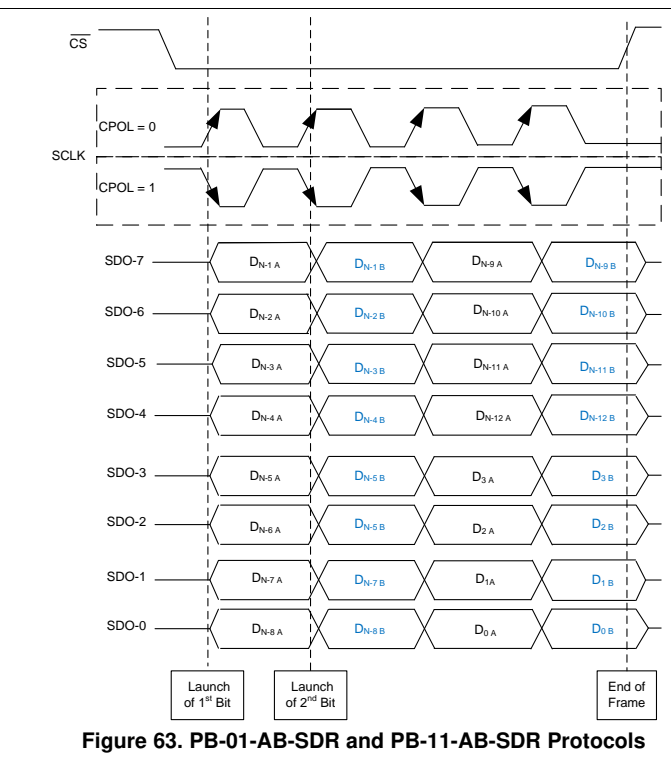 CS
CPOL = 0
SCLK
CPOL = 1
SDO-7 DN-1 A DN-1 B DN-9 A DN-9 B
SDO-6 DN-2 A DN-2 B DN-10 A DN-10 B
SDO-5 DN-3 A DN-3 B DN-11 A DN-11 B
SDO-4 DN-4 A DN-4 B DN-12 A DN-12 B
SDO-3 DN-5 A DN-5 B D3 A D3 B
SDO-2 DN-6 A DN-5 B D2 A D2 B
SDO-1 DN-7 A DN-7 B D1A D1 B
SDO-0 DN-8 A DN-8 B D0 A D0 B
Launch
of 1st Bit
Launch
of 2nd Bit
End of
Frame
Figure 63. PB-01-AB-SDR and PB-11-AB-SDR Protocols